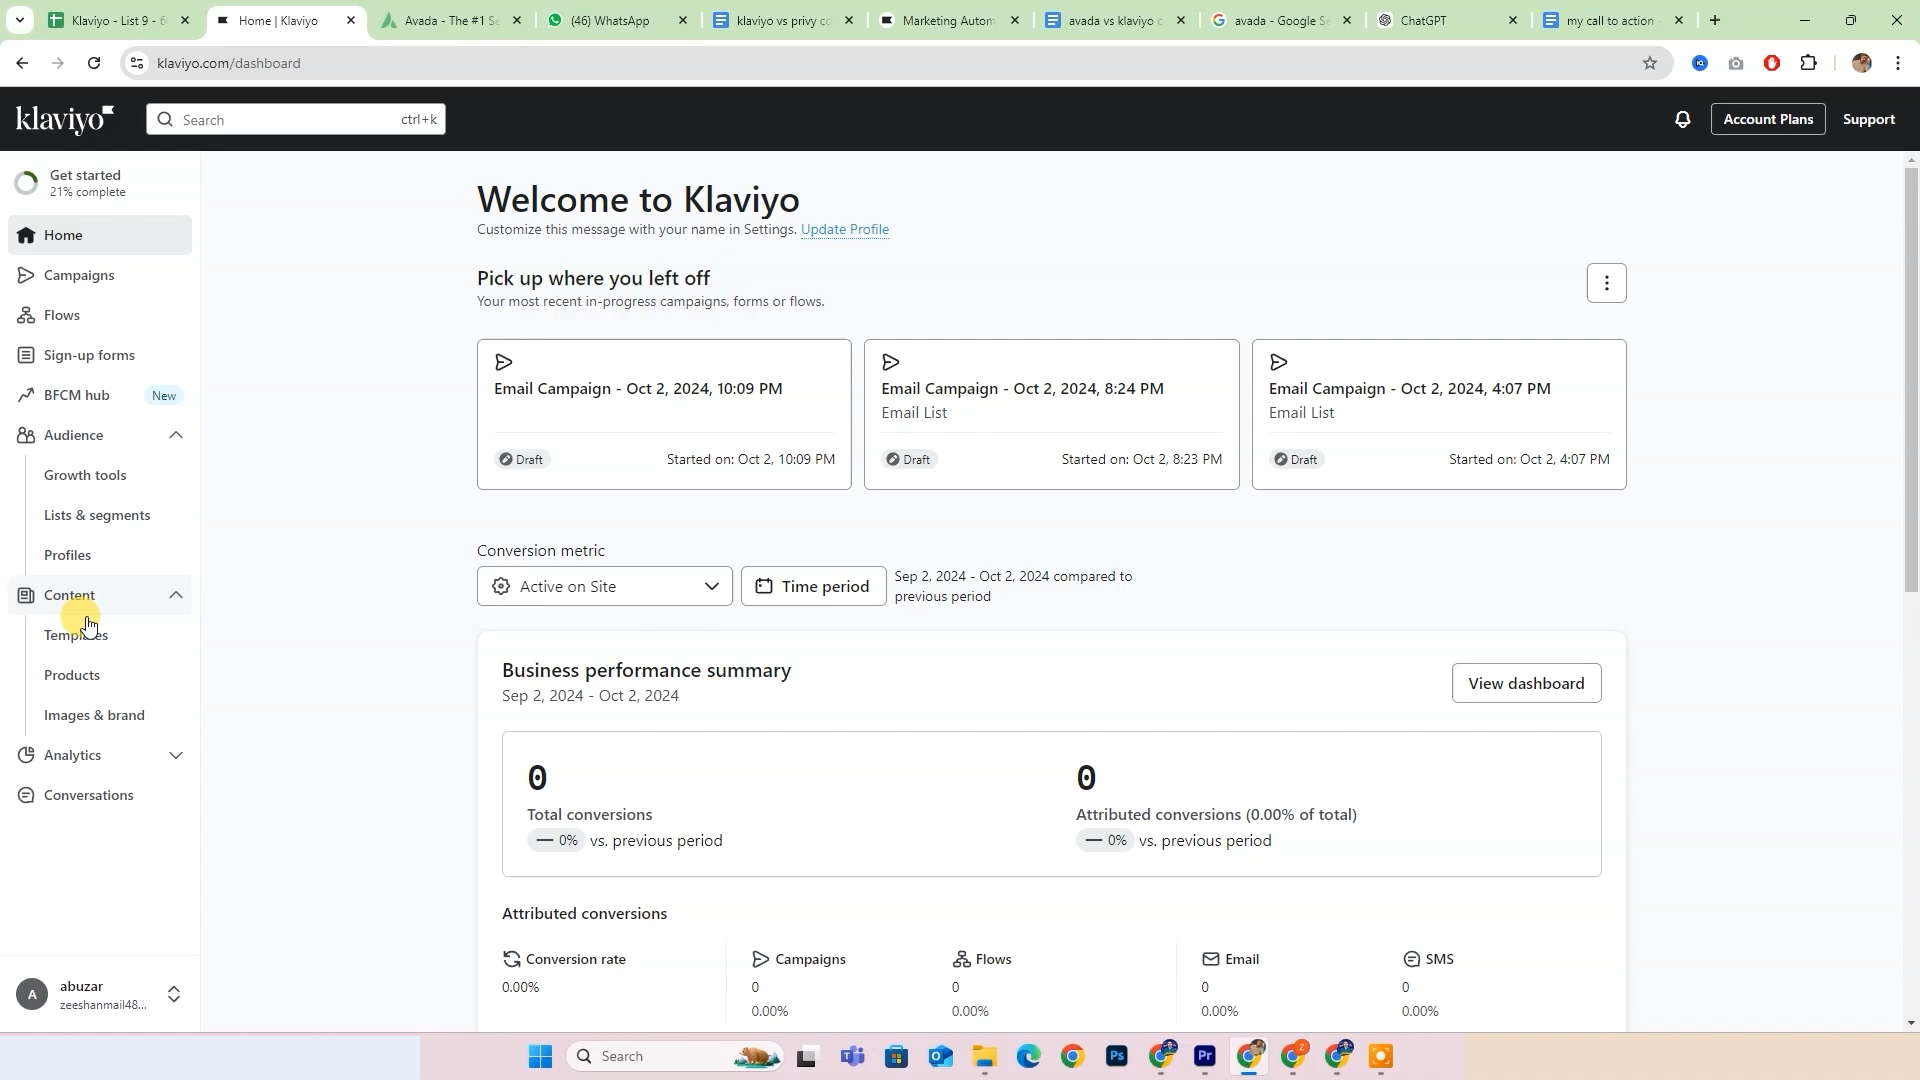 Klaviyo - List 9 - 6
Home | Klaviyo
Avada - The #1 Se
(46) WhatsApp
klaviyo vs privy co
Marketing Autom
avada vs klaviyo c
avada - Google Se
ChatGPT
my call to action -
klaviyo.com/dashboard
klaviyo
Search
ctrl+k
Account Plans
Support
Get started
21% complete
Home
Campaigns
Flows
Sign-up forms
BFCM hub
New
Audience
Growth tools
Lists & segments
Profiles
Content
Templates
Products
Images & brand
Analytics
Conversations
A
abuzar
zeeshanmail48...
Welcome to Klaviyo
Customize this message with your name in Settings. Update Profile
Pick up where you left off
Your most recent in-progress campaigns, forms or flows.
Email Campaign - Oct 2, 2024, 10:09 PM
Draft
Started on: Oct 2, 10:09 PM
Email Campaign - Oct 2, 2024, 8:24 PM
Email List
Draft
Started on: Oct 2, 8:23 PM
Email Campaign - Oct 2, 2024, 4:07 PM
Email List
Draft
Started on: Oct 2, 4:07 PM
Conversion metric
Active on Site
Time period
Sep 2, 2024 - Oct 2, 2024 compared to
previous period
Business performance summary
Sep 2, 2024 - Oct 2, 2024
View dashboard
0
Total conversions
0% vs. previous period
0
Attributed conversions (0.00% of total)
0% vs. previous period
Attributed conversions
Conversion rate
0.00%
Campaigns
0
0.00%
Flows
0
0.00%
Email
0
0.00%
SMS
0
0.00%
Search
Ps
Pr
2